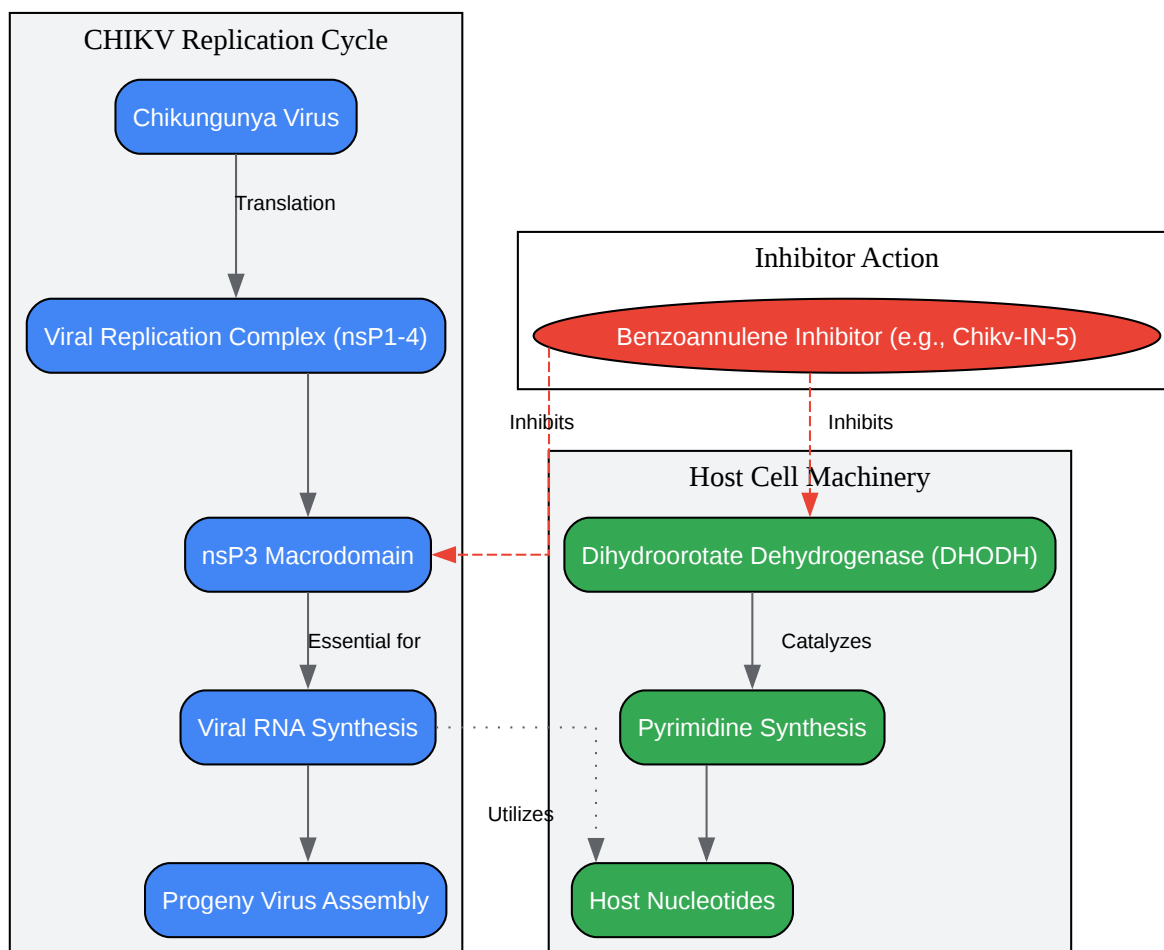 CHIKV Replication Cycle
Chikungunya Virus
Translation
Inhibitor Action
Viral Replication Complex (nsP1-4)
Benzoannulene Inhibitor (e.g., Chikv-IN-5)
Inhibits
Inhibits
Host Cell Machinery
nsP3 Macrodomain
Dihydroorotate Dehydrogenase (DHODH)
Essential for
Catalyzes
Viral RNA Synthesis
Pyrimidine Synthesis
Utilizes
Progeny Virus Assembly
Host Nucleotides